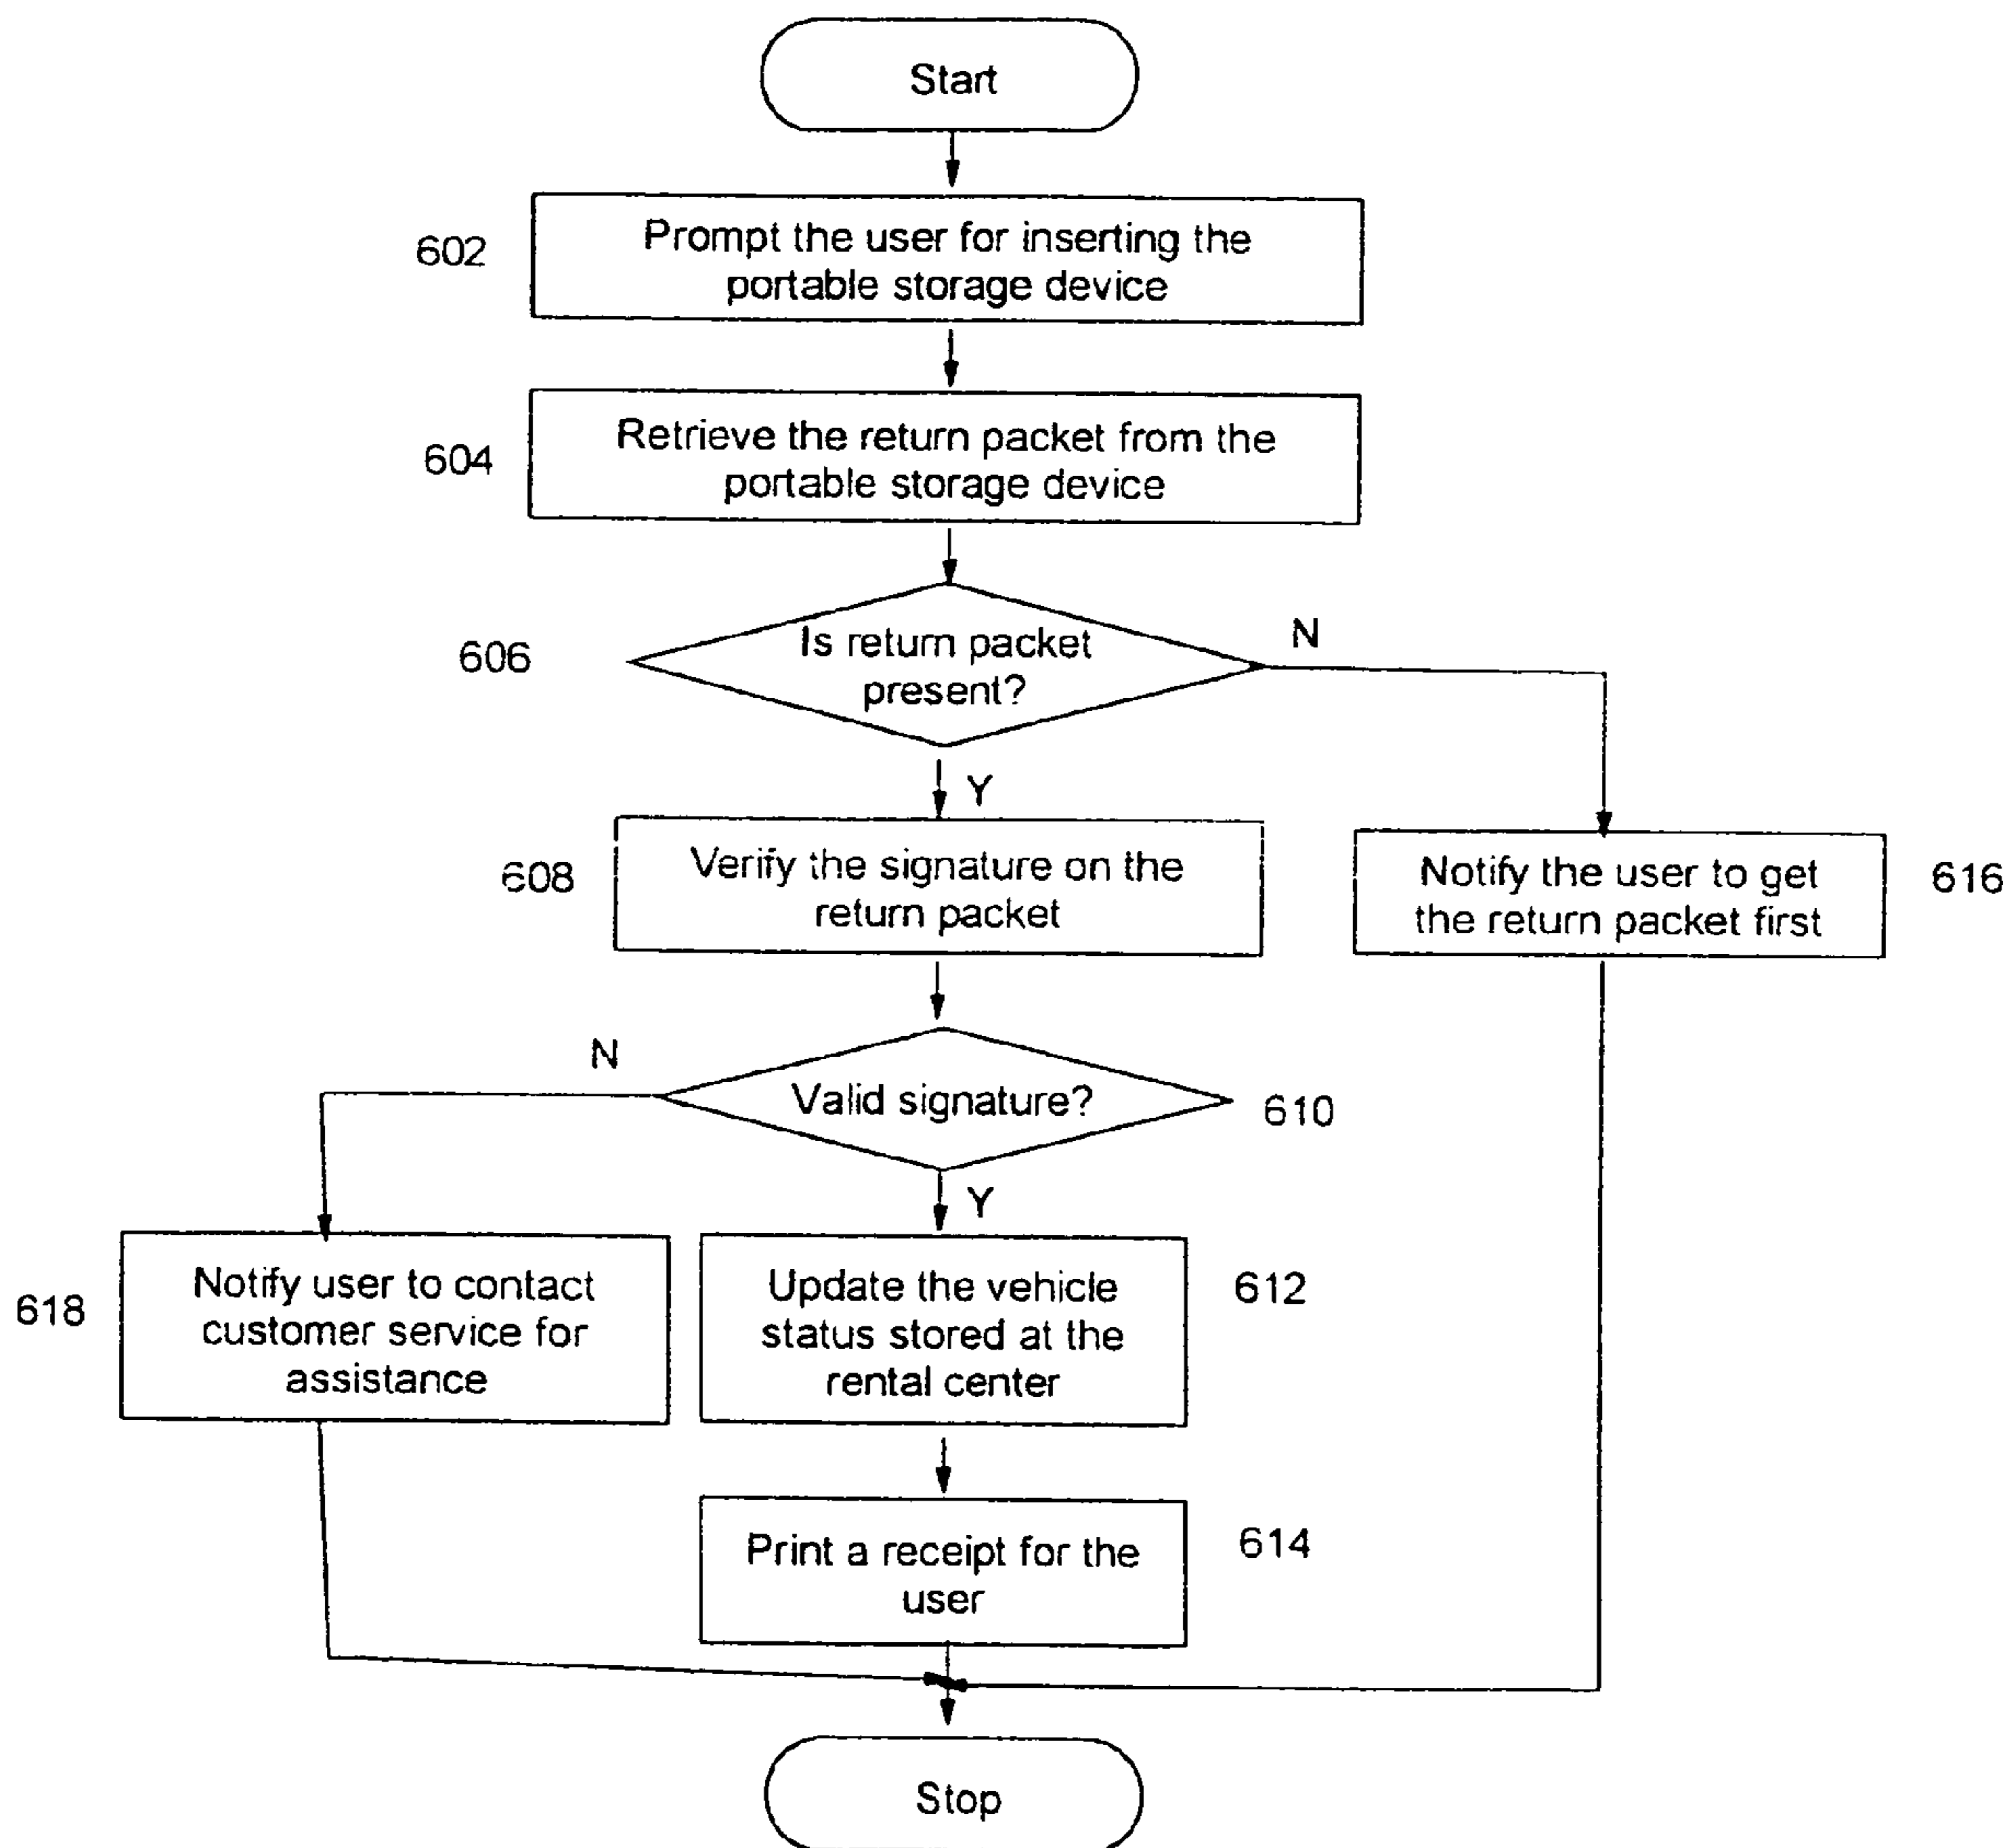 Start
602
Prompt the user for inserting the
portable storage device
604
Retrieve the return packet from the
portable storage device
606
Is return packet
present?
N
Y
608
Verify the signature on the
return packet
Notify the user to get
the return packet first
616
N
Valid signature?
610
Y
618
Notify user to contact
customer service for
assistance
Update the vehicle
status stored at the
rental center
612
Print a receipt for the
user
614
Stop